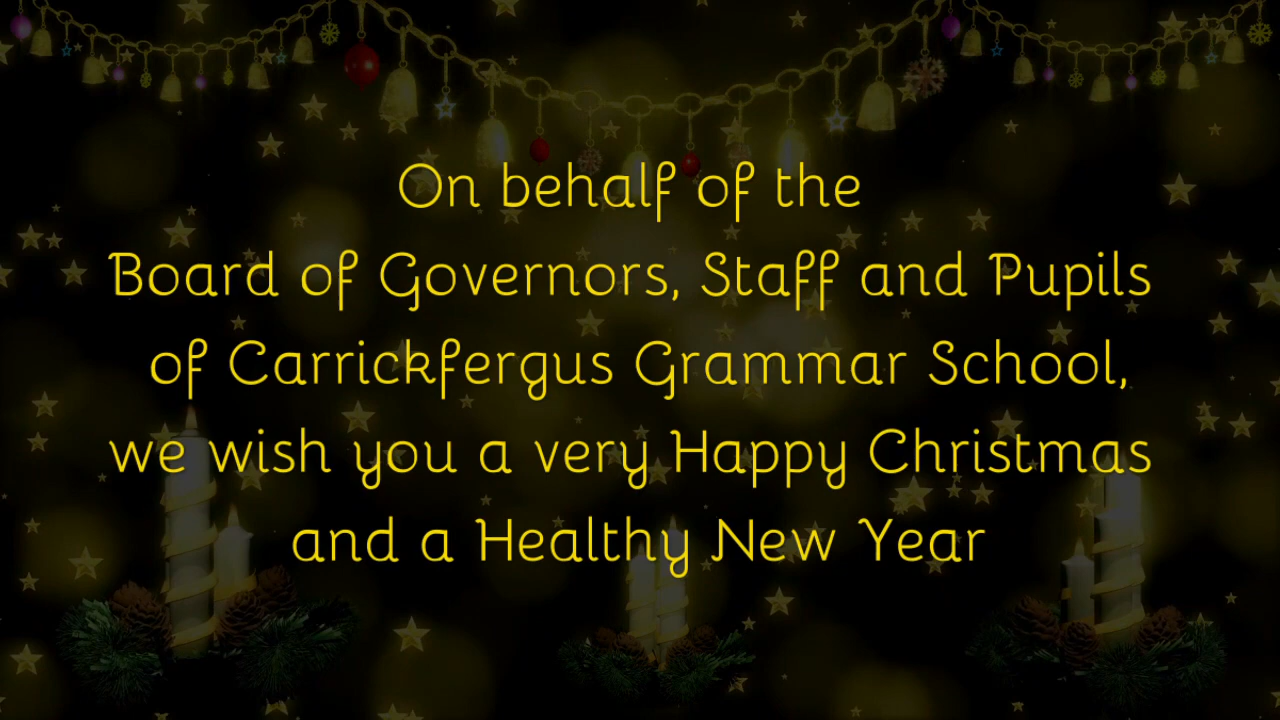 On behalf of the
Board of Governors, Staff and Pupils
of Carrickfergus Grammar School,
we wish you a very Happy Christmas
and a Healthy New Year